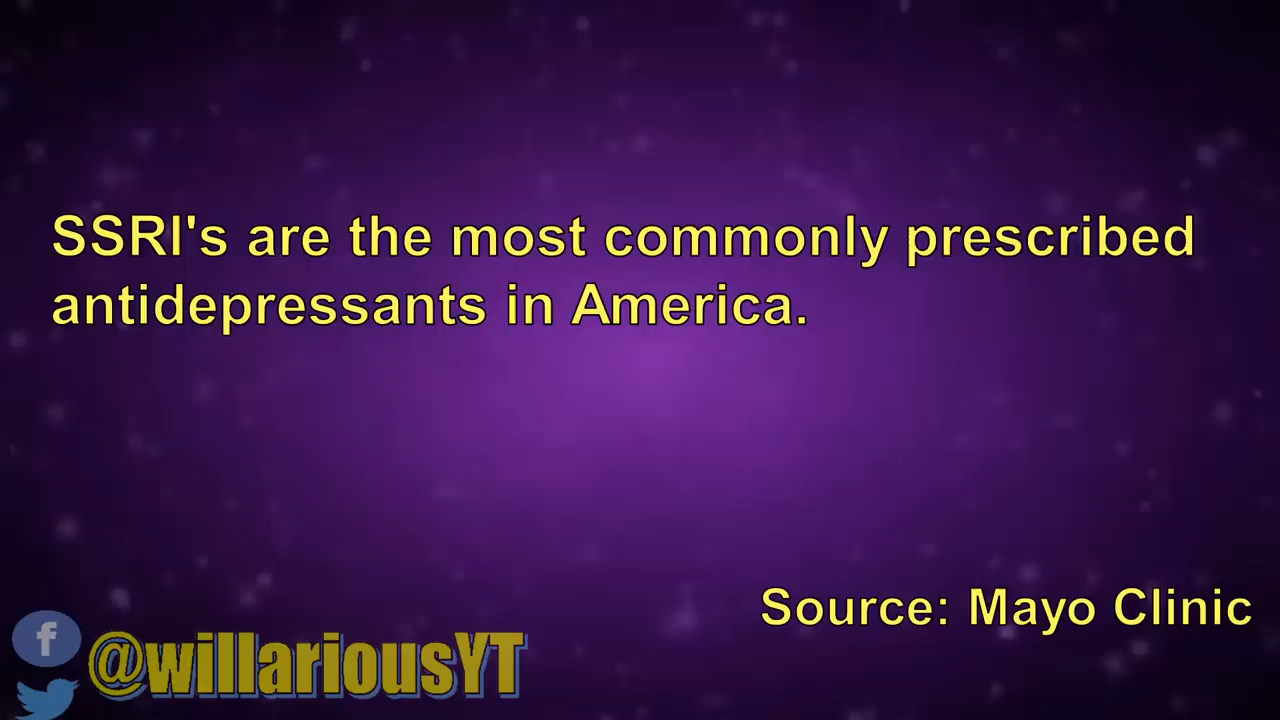 SSRI's are the most commonly prescribed
antidepressants in America.
Source: Mayo Clinic
f
@willariousYT